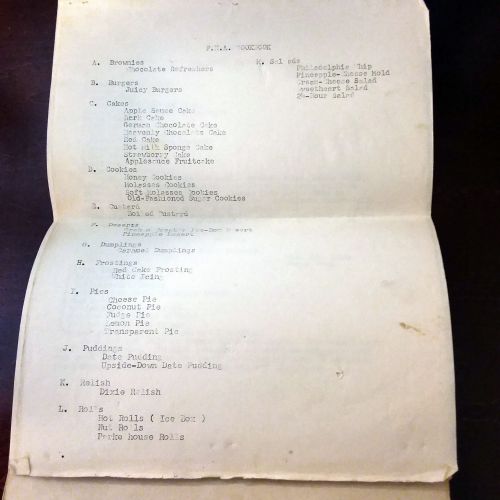 F.H.A. COOKBOOK
A. Brownies
Chocolate Refreshers
B. Burgers
Juicy Burgers
C. Cakes
Apple Sauce Cake
Cake
German Chocolate Cake
Heavenly Chocolate Cake
Red Cake
Hot Milk Sponge Cake
Strawberry Cake
Applesauce Fruitcake
D. Cookies
Honey Cookies
Molasses Cookies
Soft Molasses Cookies
Old-Fashioned Sugar Cookies
E. Custard
Boiled Custard
F.
Pineapple Desert
G. Dumplings
Caramel Dumplings
H. Frostings
Red Cake Frosting
White Icing
I. Pies
Cheese Pie
Coconut Pie
Fudge Pie
Lemon Pie
Transparent Pie
J. Puddings
Date Pudding
Upside-Down Date Pudding
K. Relish
Dixie Relish
L. Rolls
Hot Rolls ( Ice Box )
Nut Rolls
Parke house Rolls
M. Salads
Philadelphia Whip
Pineapple-Cheese Mold
Cream-Cheese Salad
Sweetheart Salad
24-Hour Salad